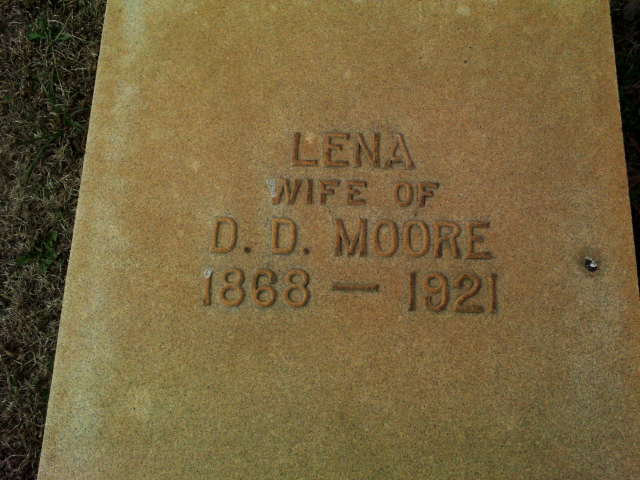 LENA
WIFE OF
D. D. MOORE
1868 — 1921